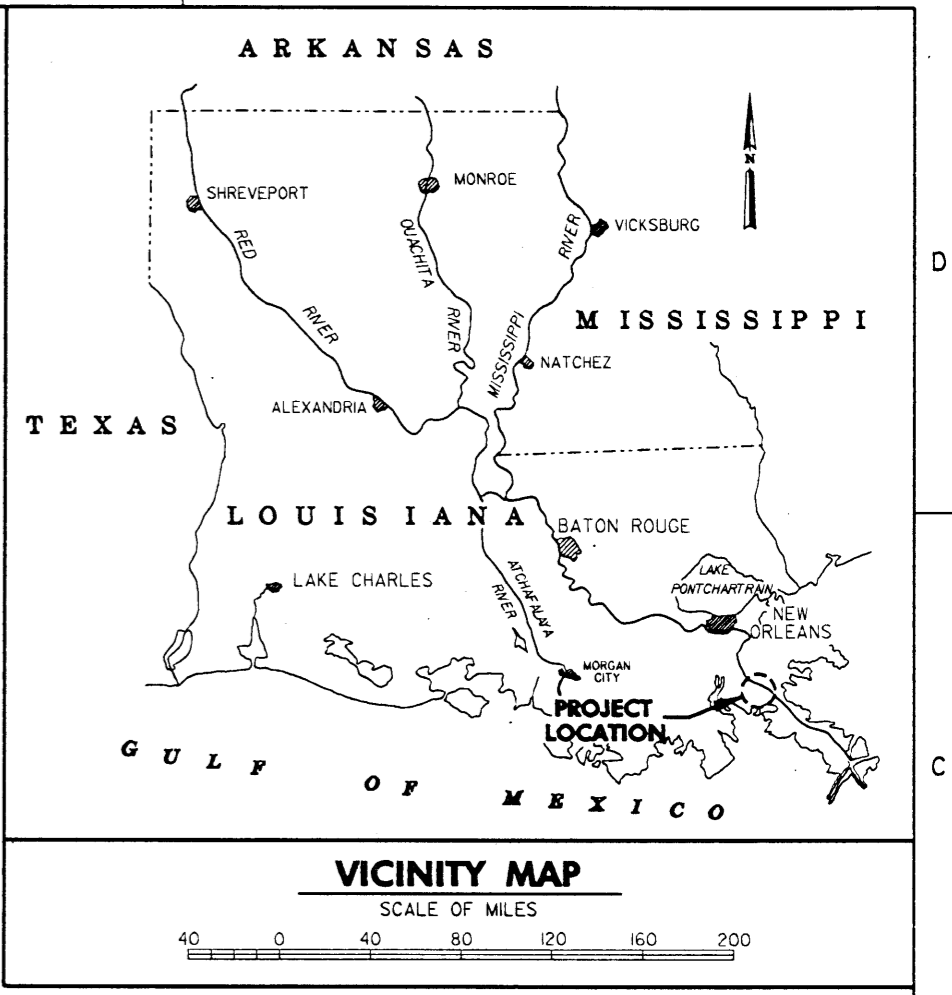 ARKANSAS
N
SHREVEPORT
MONROE
VICKSBURG
RED
RIVER
OUACHITA
RIVER
MISSISSIPPI
RIVER
D
MISSISSIPPI
NATCHEZ
ALEXANDRIA
TEXAS
LOUISIANA
BATON ROUGE
LAKE CHARLES
ATCHAFALAYA
RIVER
LAKE
PONTCHARTRAIN
NEW
ORLEANS
MORGAN
CITY
PROJECT
LOCATION
GULF OF MEXICO
C
VICINITY MAP
SCALE OF MILES
40 0 40 80 120 160 200